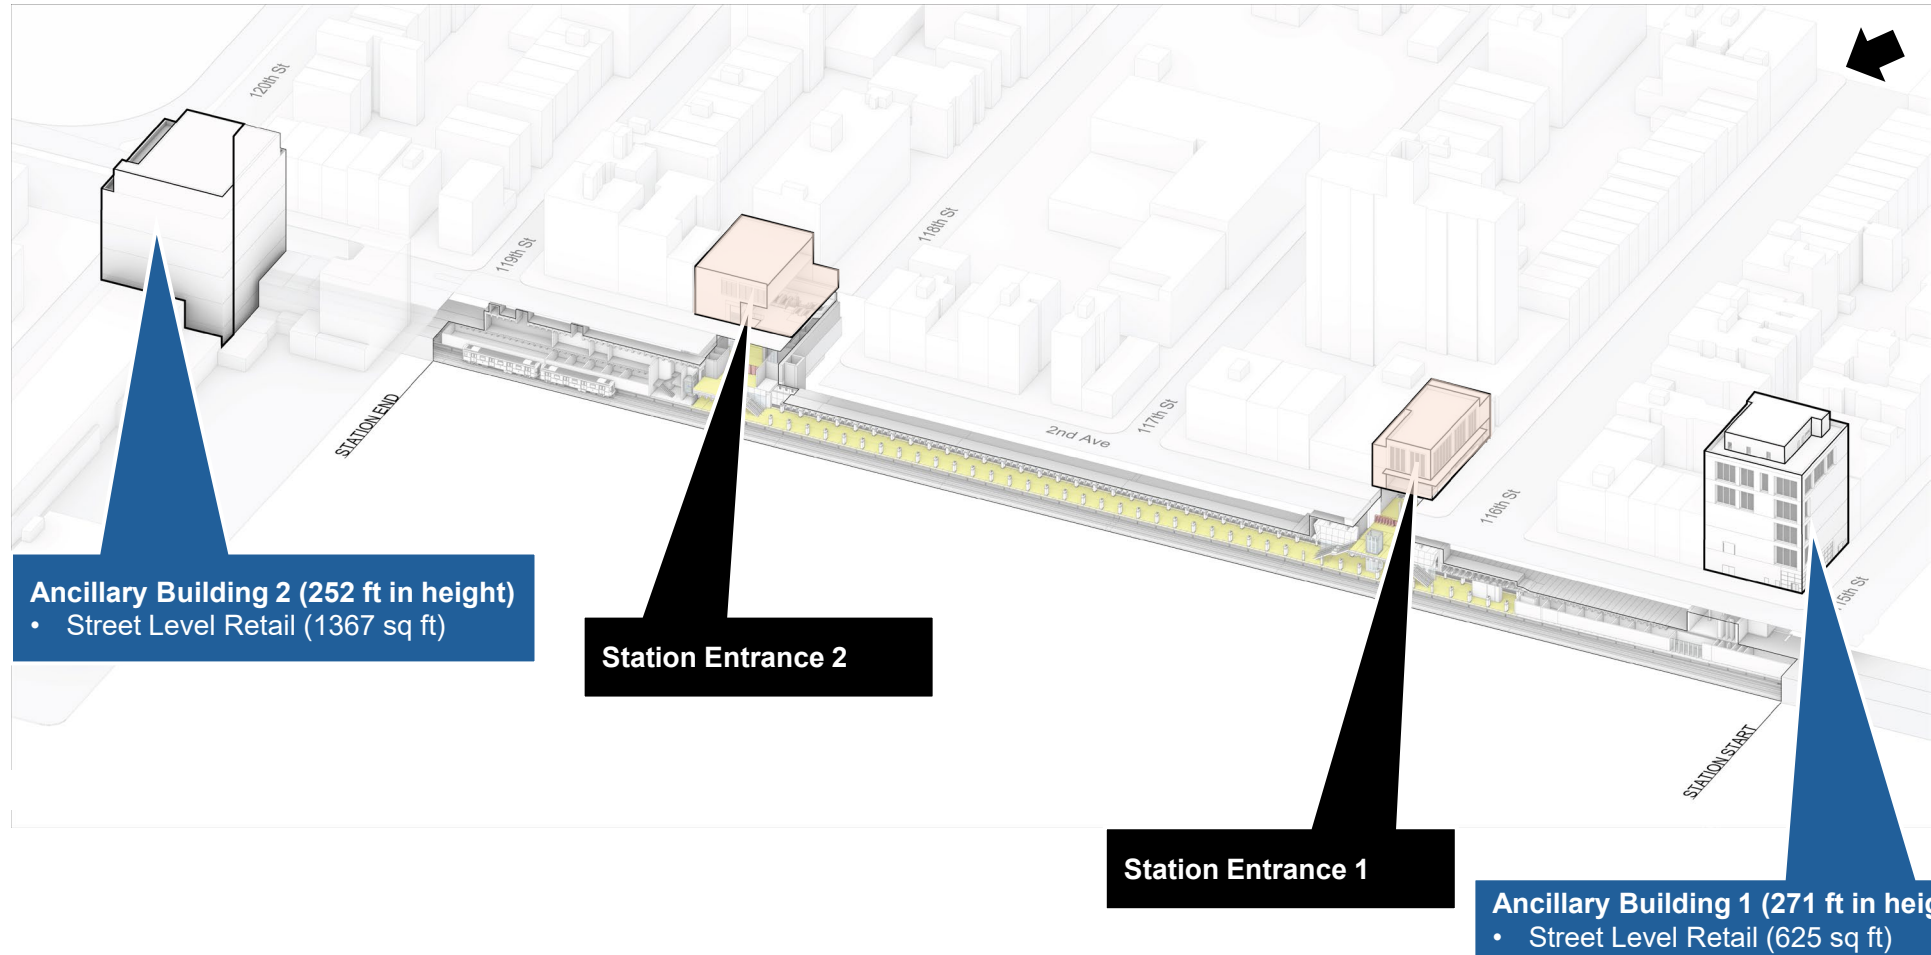 120th St
119th St
118th St
2nd Ave
117th St
116th St
15th St
STATION END
STATION START
Ancillary Building 2 (252 ft in height)
• Street Level Retail (1367 sq ft)
Station Entrance 2
Station Entrance 1
Ancillary Building 1 (271 ft in heig
• Street Level Retail (625 sq ft)